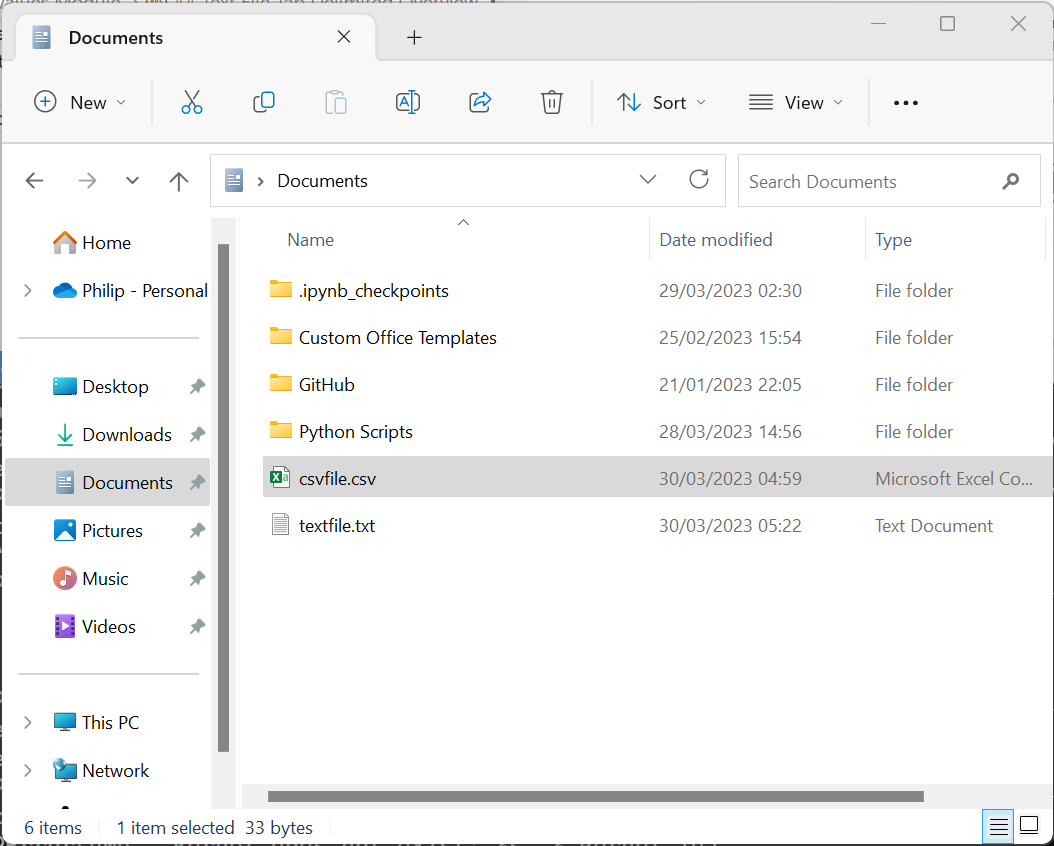 Documents
New
Sort
View
Documents
Search Documents
Home
Philip - Personal
Desktop
Downloads
Documents
Pictures
Music
Videos
This PC
Network
Name Date modified Type
.ipynb_checkpoints 29/03/2023 02:30 File folder
Custom Office Templates 25/02/2023 15:54 File folder
GitHub 21/01/2023 22:05 File folder
Python Scripts 28/03/2023 14:56 File folder
csvfile.csv 30/03/2023 04:59 Microsoft Excel Co...
textfile.txt 30/03/2023 05:22 Text Document
6 items 1 item selected 33 bytes